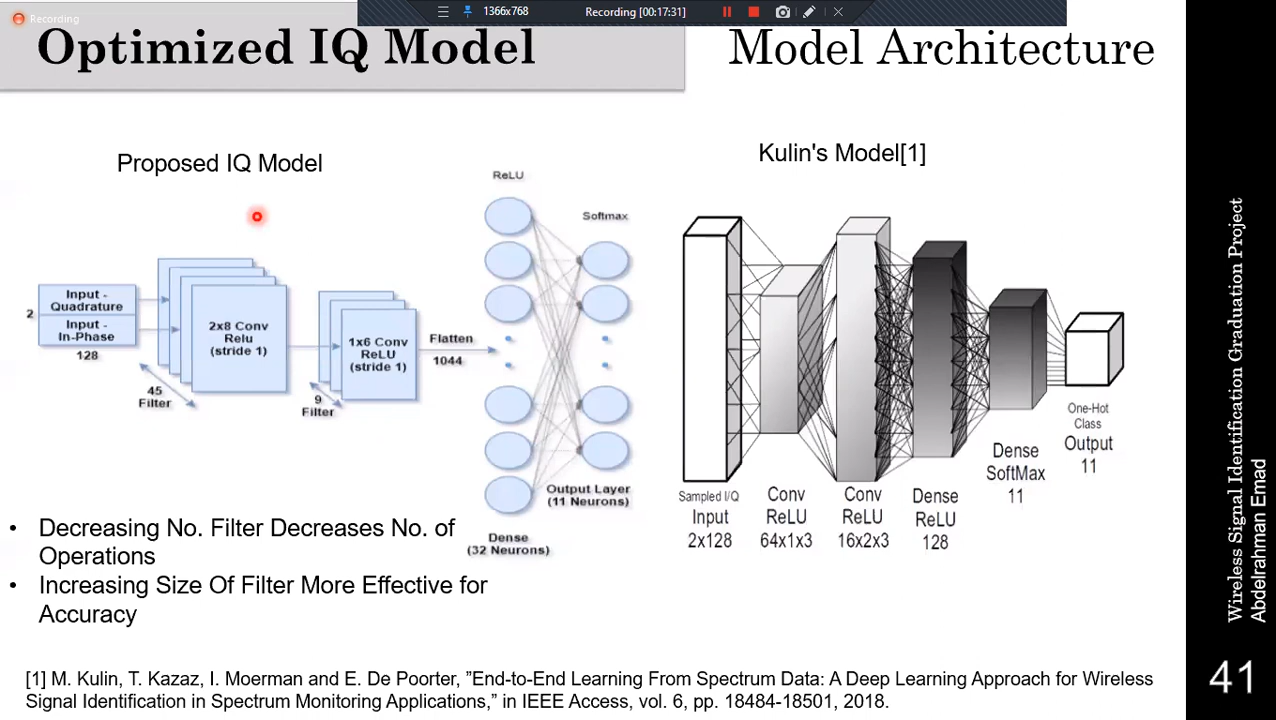 Recording
1366x768
Recording [00:17:31]
Optimized IQ Model
Model Architecture
Proposed IQ Model
Kulin's Model[1]
ReLU
Softmax
Input -
Quadrature
Input -
In-Phase
2
128
2x8 Conv
Relu
(stride 1)
45
Filter
1x6 Conv
ReLU
(stride 1)
9
Filter
Flatten
1044
Output Layer
(11 Neurons)
Dense
(32 Neurons)
Sampled I/Q
Input
2x128
Conv
ReLU
64x1x3
Conv
ReLU
16x2x3
Dense
ReLU
128
Dense
SoftMax
11
One-Hot
Class
Output
11
• Decreasing No. Filter Decreases No. of
Operations
• Increasing Size Of Filter More Effective for
Accuracy
[1] M. Kulin, T. Kazaz, I. Moerman and E. De Poorter, ”End-to-End Learning From Spectrum Data: A Deep Learning Approach for Wireless
Signal Identification in Spectrum Monitoring Applications,” in IEEE Access, vol. 6, pp. 18484-18501, 2018.
Wireless Signal Identification Graduation Project
Abdelrahman Emad
41